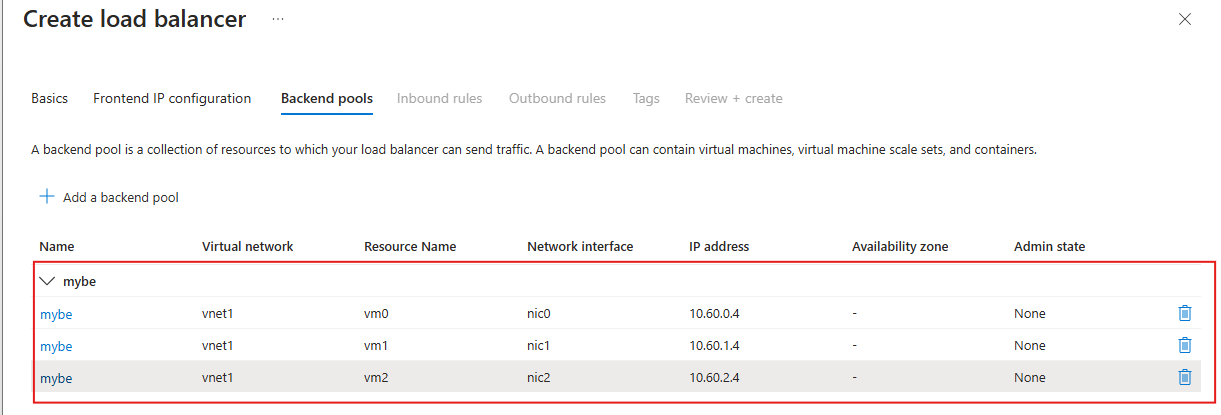 Create load balancer ...
Basics Frontend IP configuration Backend pools Inbound rules Outbound rules Tags Review + create
A backend pool is a collection of resources to which your load balancer can send traffic. A backend pool can contain virtual machines, virtual machine scale sets, and containers.
+ Add a backend pool
Name Virtual network Resource Name Network interface IP address Availability zone Admin state
mybe
mybe vnet1 vm0 nic0 10.60.0.4 - None
mybe vnet1 vm1 nic1 10.60.1.4 - None
mybe vnet1 vm2 nic2 10.60.2.4 - None